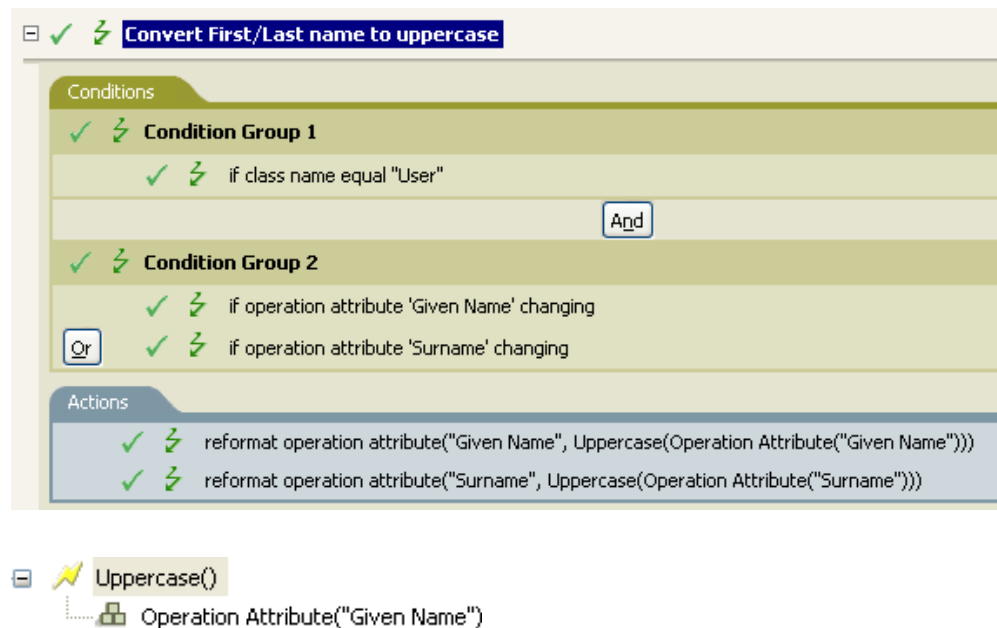 Convert First/Last name to uppercase
Conditions
Condition Group 1
if class name equal "User"
And
Condition Group 2
if operation attribute 'Given Name' changing
Or if operation attribute 'Surname' changing
Actions
reformat operation attribute("Given Name", Uppercase(Operation Attribute("Given Name")))
reformat operation attribute("Surname", Uppercase(Operation Attribute("Surname")))
Uppercase()
Operation Attribute("Given Name")